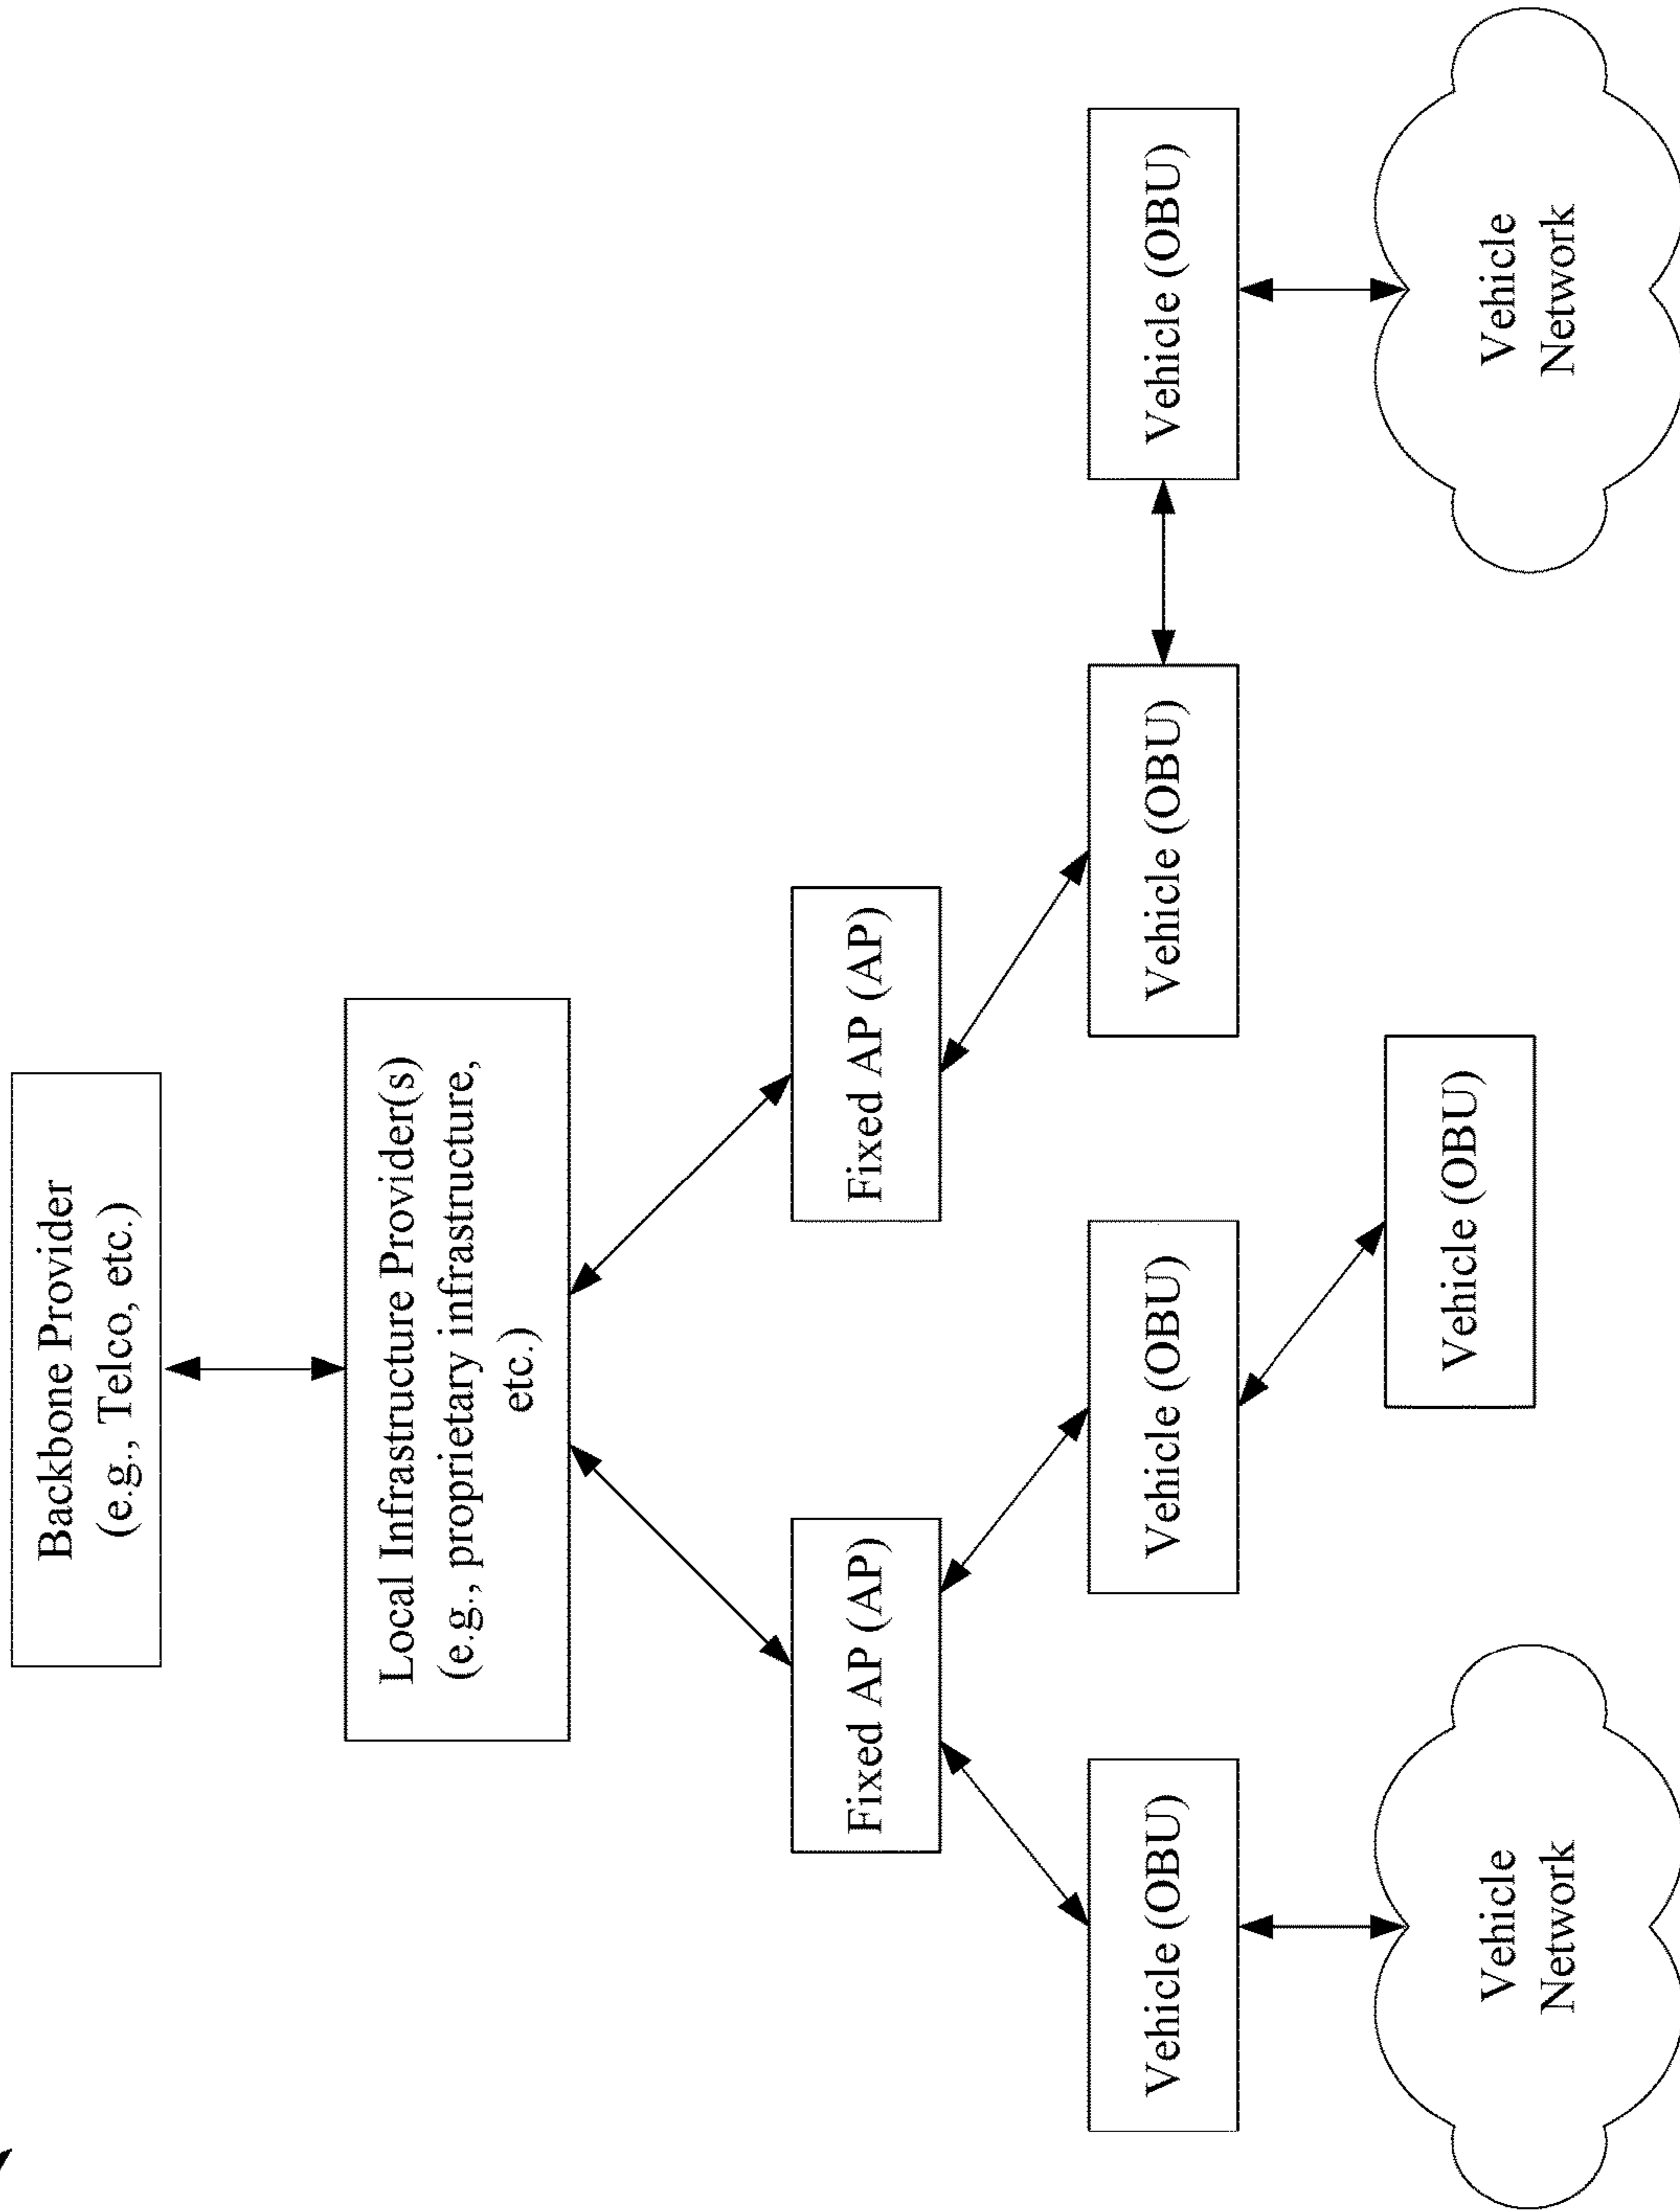 Backbone Provider
(e.g., Telco, etc.)
Local Infrastructure Provider(s)
(e.g., proprietary infrastructure,
etc.)
Fixed AP (AP)
Fixed AP (AP)
Vehicle (OBU)
Vehicle (OBU)
Vehicle (OBU)
Vehicle (OBU)
Vehicle (OBU)
Vehicle
Network
Vehicle
Network